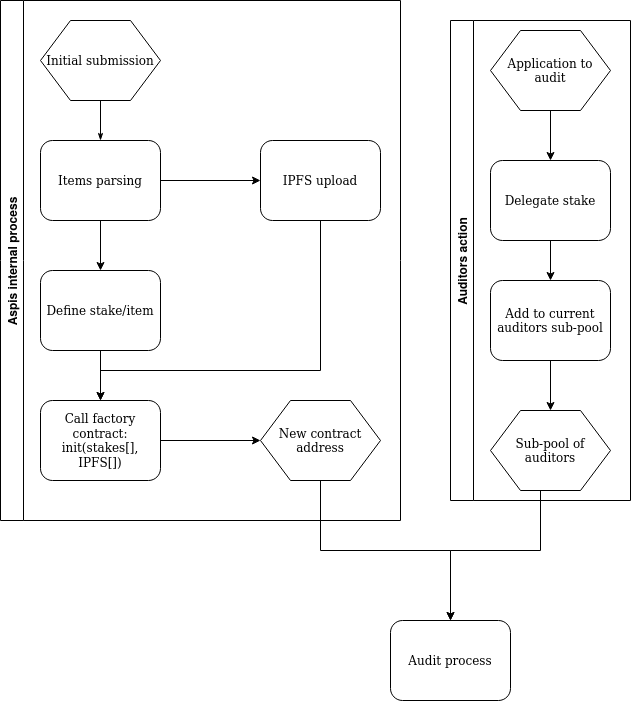 Aspis internal process
Initial submission
Items parsing
IPFS upload
Define stake/item
Call factory
contract:
init(stakes[],
IPFS[])
New contract
address
Auditors action
Application to
audit
Delegate stake
Add to current
auditors sub-pool
Sub-pool of
auditors
Audit process